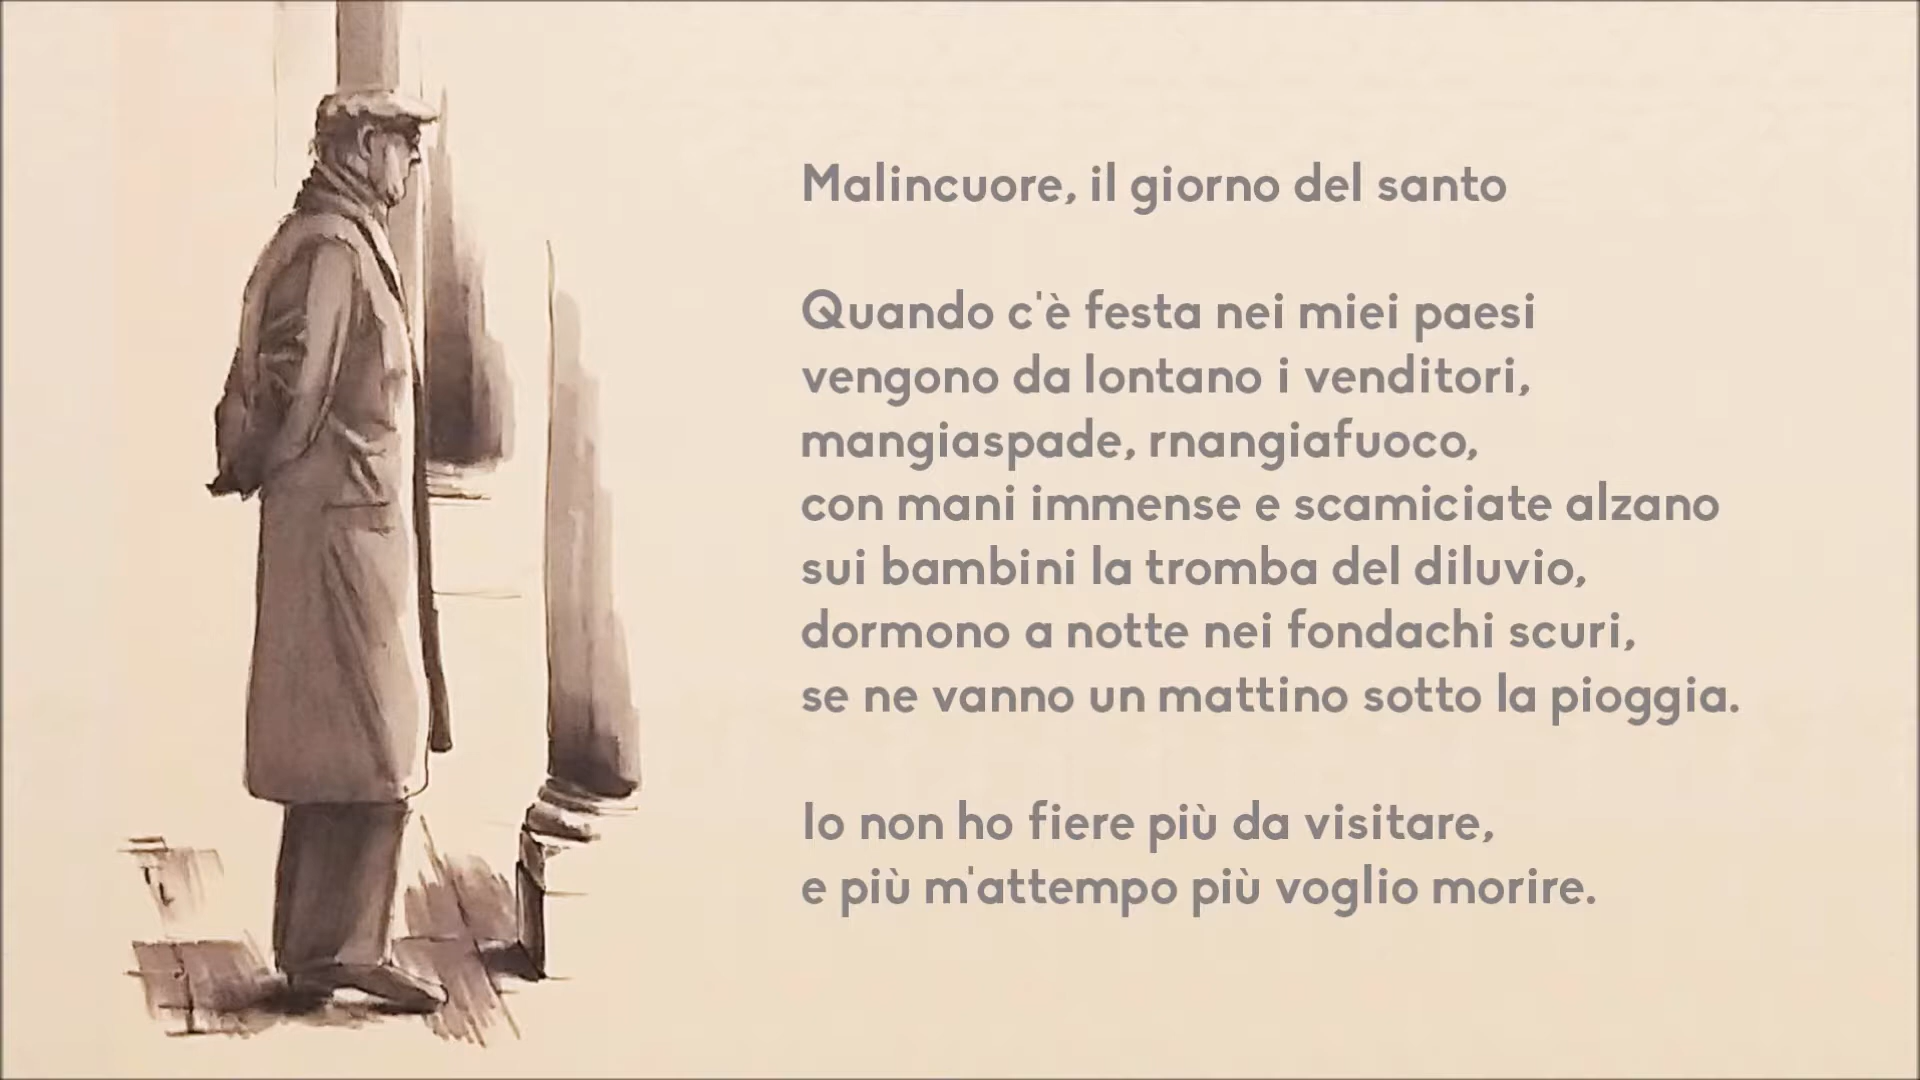 Malincuore, il giorno del santo
Quando c'è festa nei miei paesi
vengono da lontano i venditori,
mangiaspade, rnangiafuoco,
con mani immense e scamiciate alzano
sui bambini la tromba del diluvio,
dormono a notte nei fondachi scuri,
se ne vanno un mattino sotto la pioggia.
Io non ho fiere più da visitare,
e più m'attempo più voglio morire.